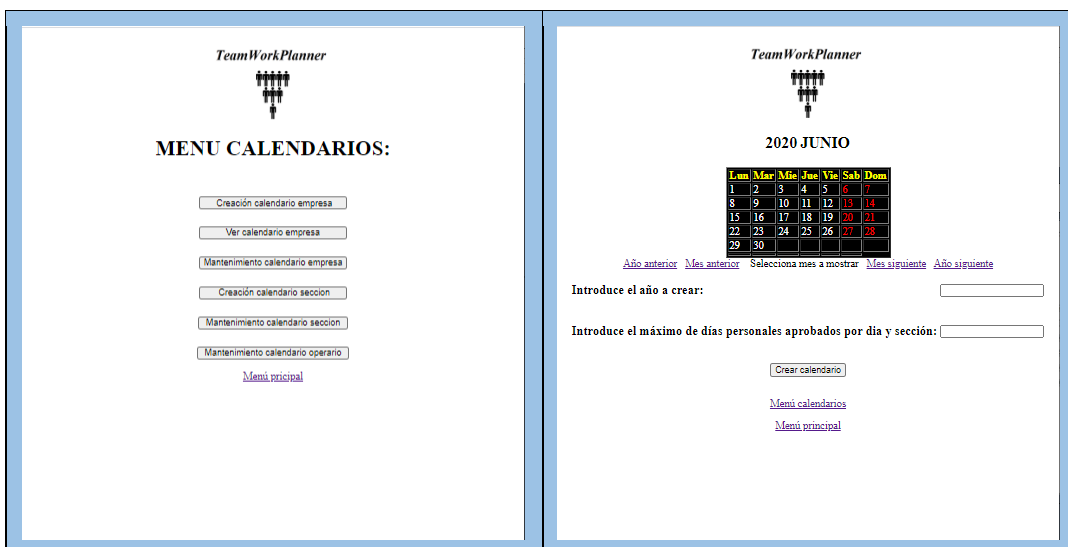 TeamWorkPlanner
MENU CALENDARIOS:
Creación calendario empresa
Ver calendario empresa
Mantenimiento calendario empresa
Creación calendario seccion
Mantenimiento calendario seccion
Mantenimiento calendario operario
Menú pricipal
TeamWorkPlanner
2020 JUNIO
Lun Mar Mie Jue Vie Sab Dom
1 2 3 4 5 6 7
8 9 10 11 12 13 14
15 16 17 18 19 20 21
22 23 24 25 26 27 28
29 30
Año anterior Mes anterior Selecciona mes a mostrar Mes siguiente Año siguiente
Introduce el año a crear:
Introduce el máximo de días personales aprobados por dia y sección:
Crear calendario
Menú calendarios
Menú principal